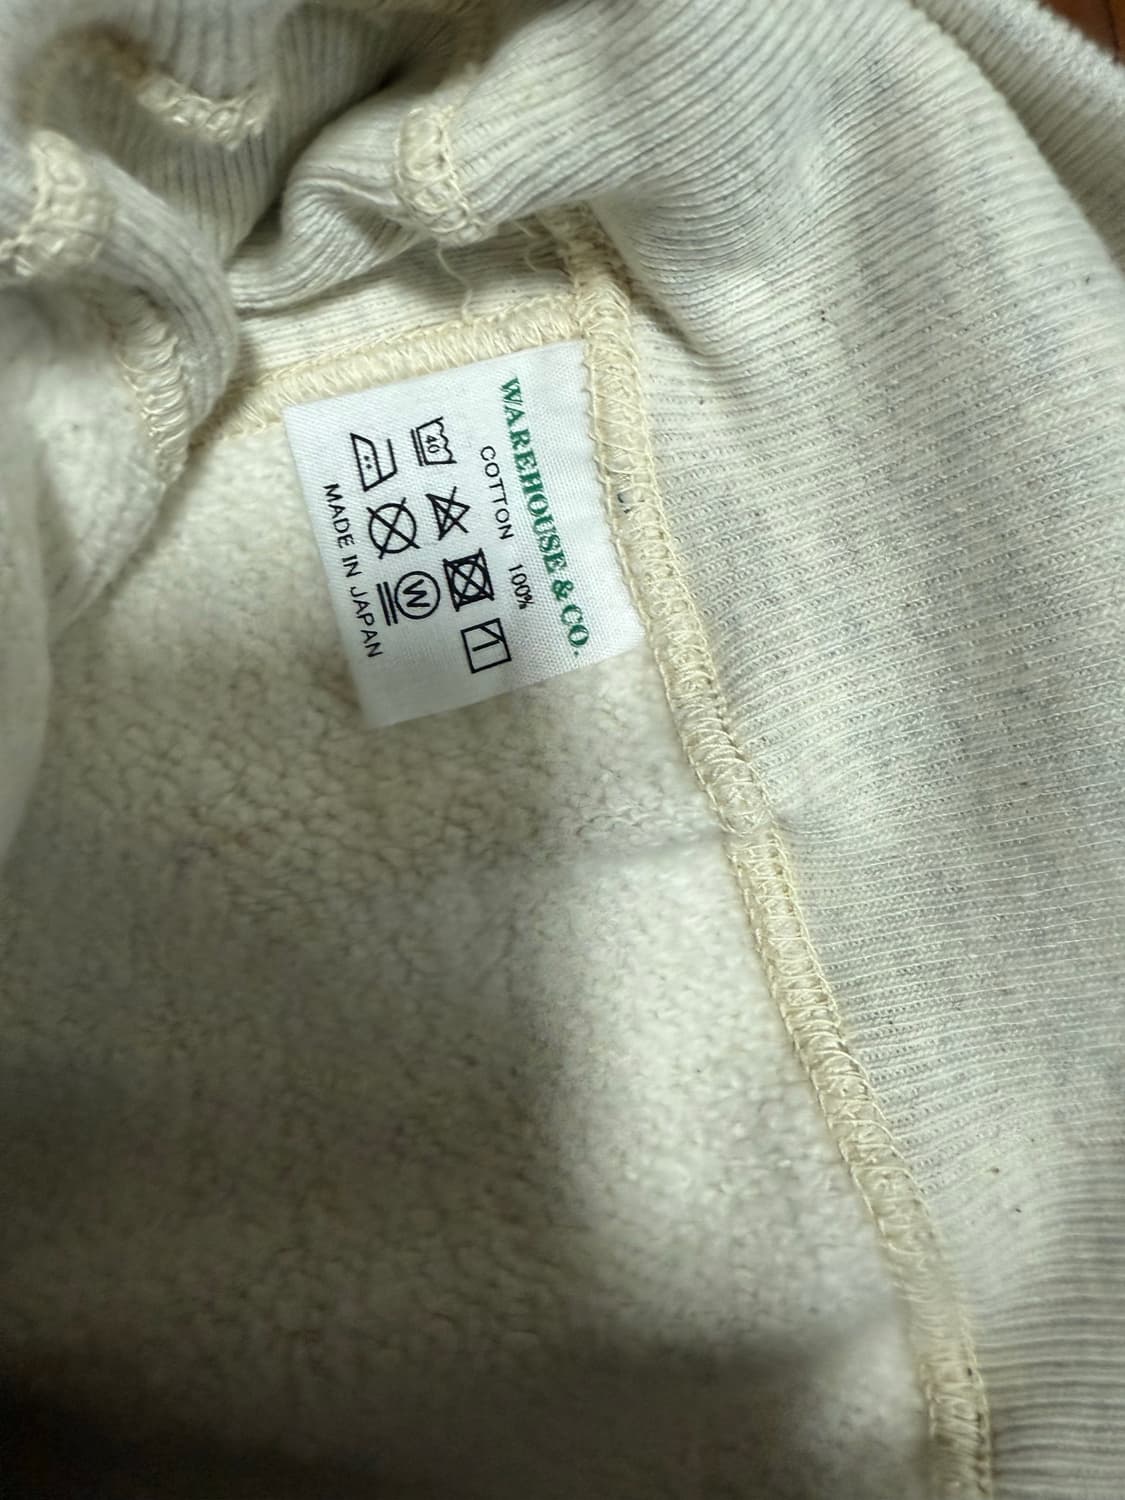 WAREHOUSE & CO.
COTTON 100%
40
W
MADE IN JAPAN